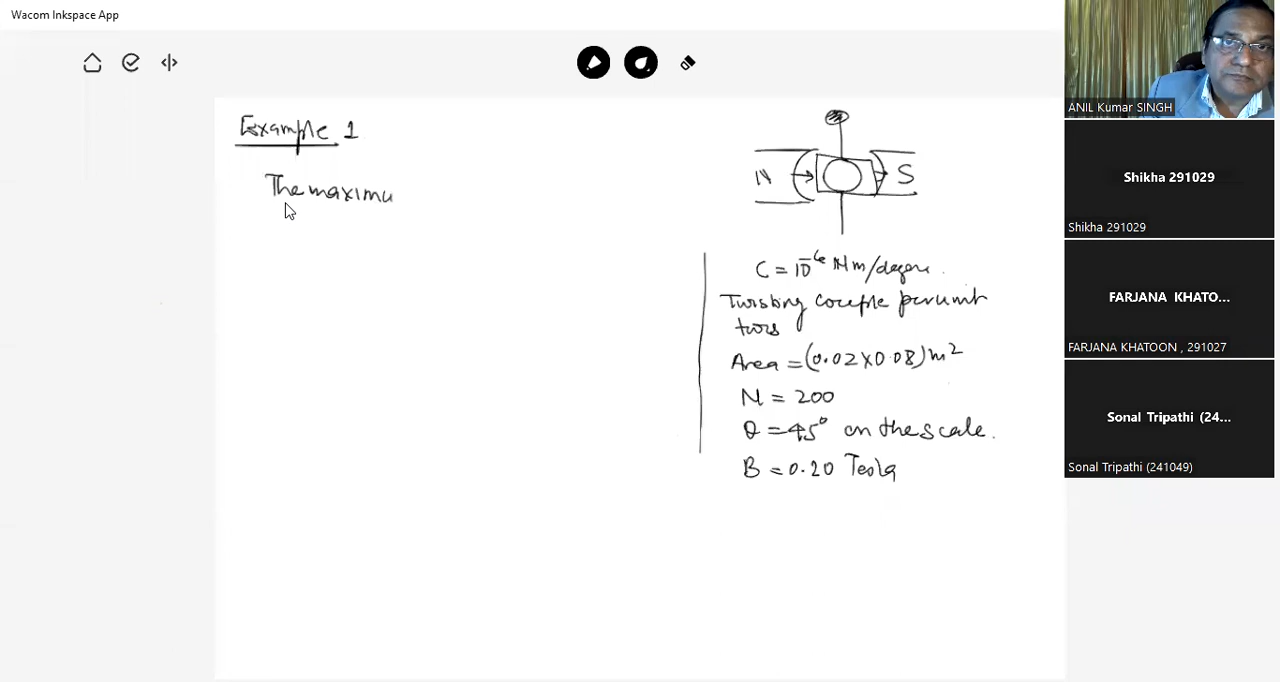 Wacom Inkspace App
Example 1
The maximu
N S
C = 10⁻⁶ Nm/degree.
Twisting couple per unit
twis
Area = (0.02 X 0.08) m²
N = 200
θ = 45° on the scale.
B = 0.20 Tesla
ANIL Kumar SINGH
Shikha 291029
Shikha 291029
FARJANA KHATO...
FARJANA KHATOON , 291027
Sonal Tripathi (24...
Sonal Tripathi (241049)